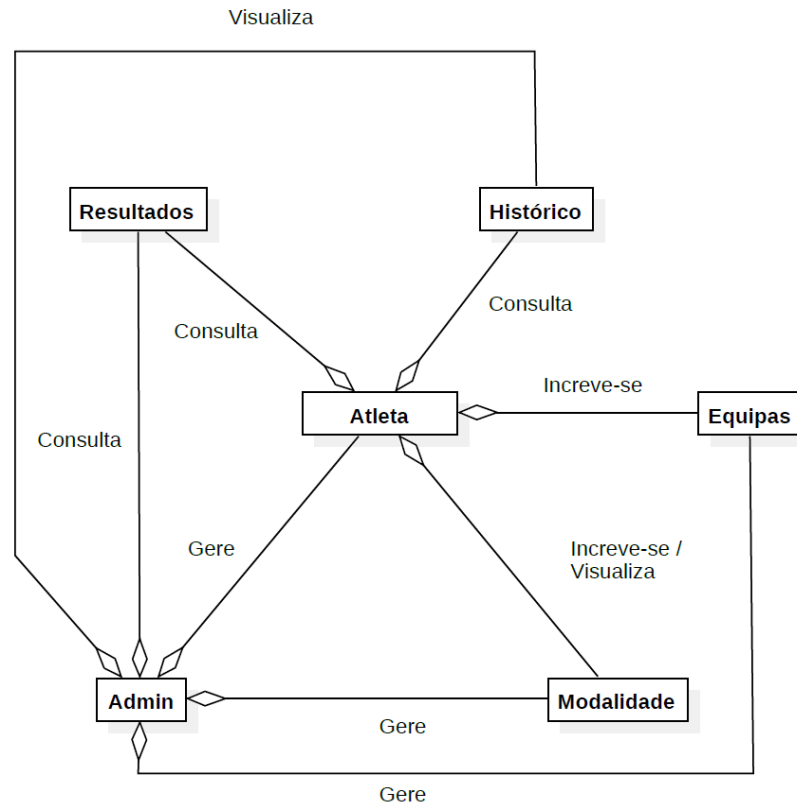 Visualiza
Resultados
Histórico
Consulta
Consulta
Increve-se
Atleta
Equipas
Consulta
Gere
Increve-se /
Visualiza
Admin
Modalidade
Gere
Gere